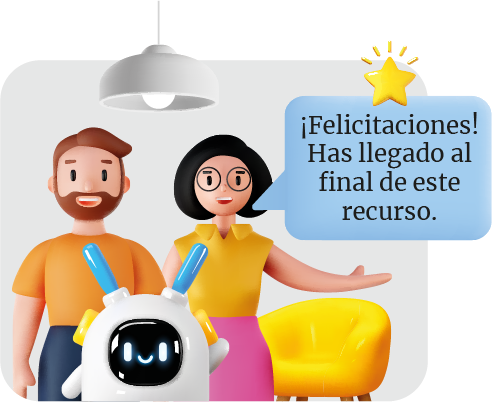 ¡Felicitaciones!
Has llegado al
final de este
recurso.